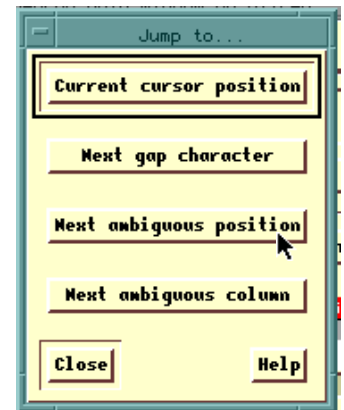 Jump to...
Current cursor position
Next gap character
Next ambiguous position
Next ambiguous column
Close Help